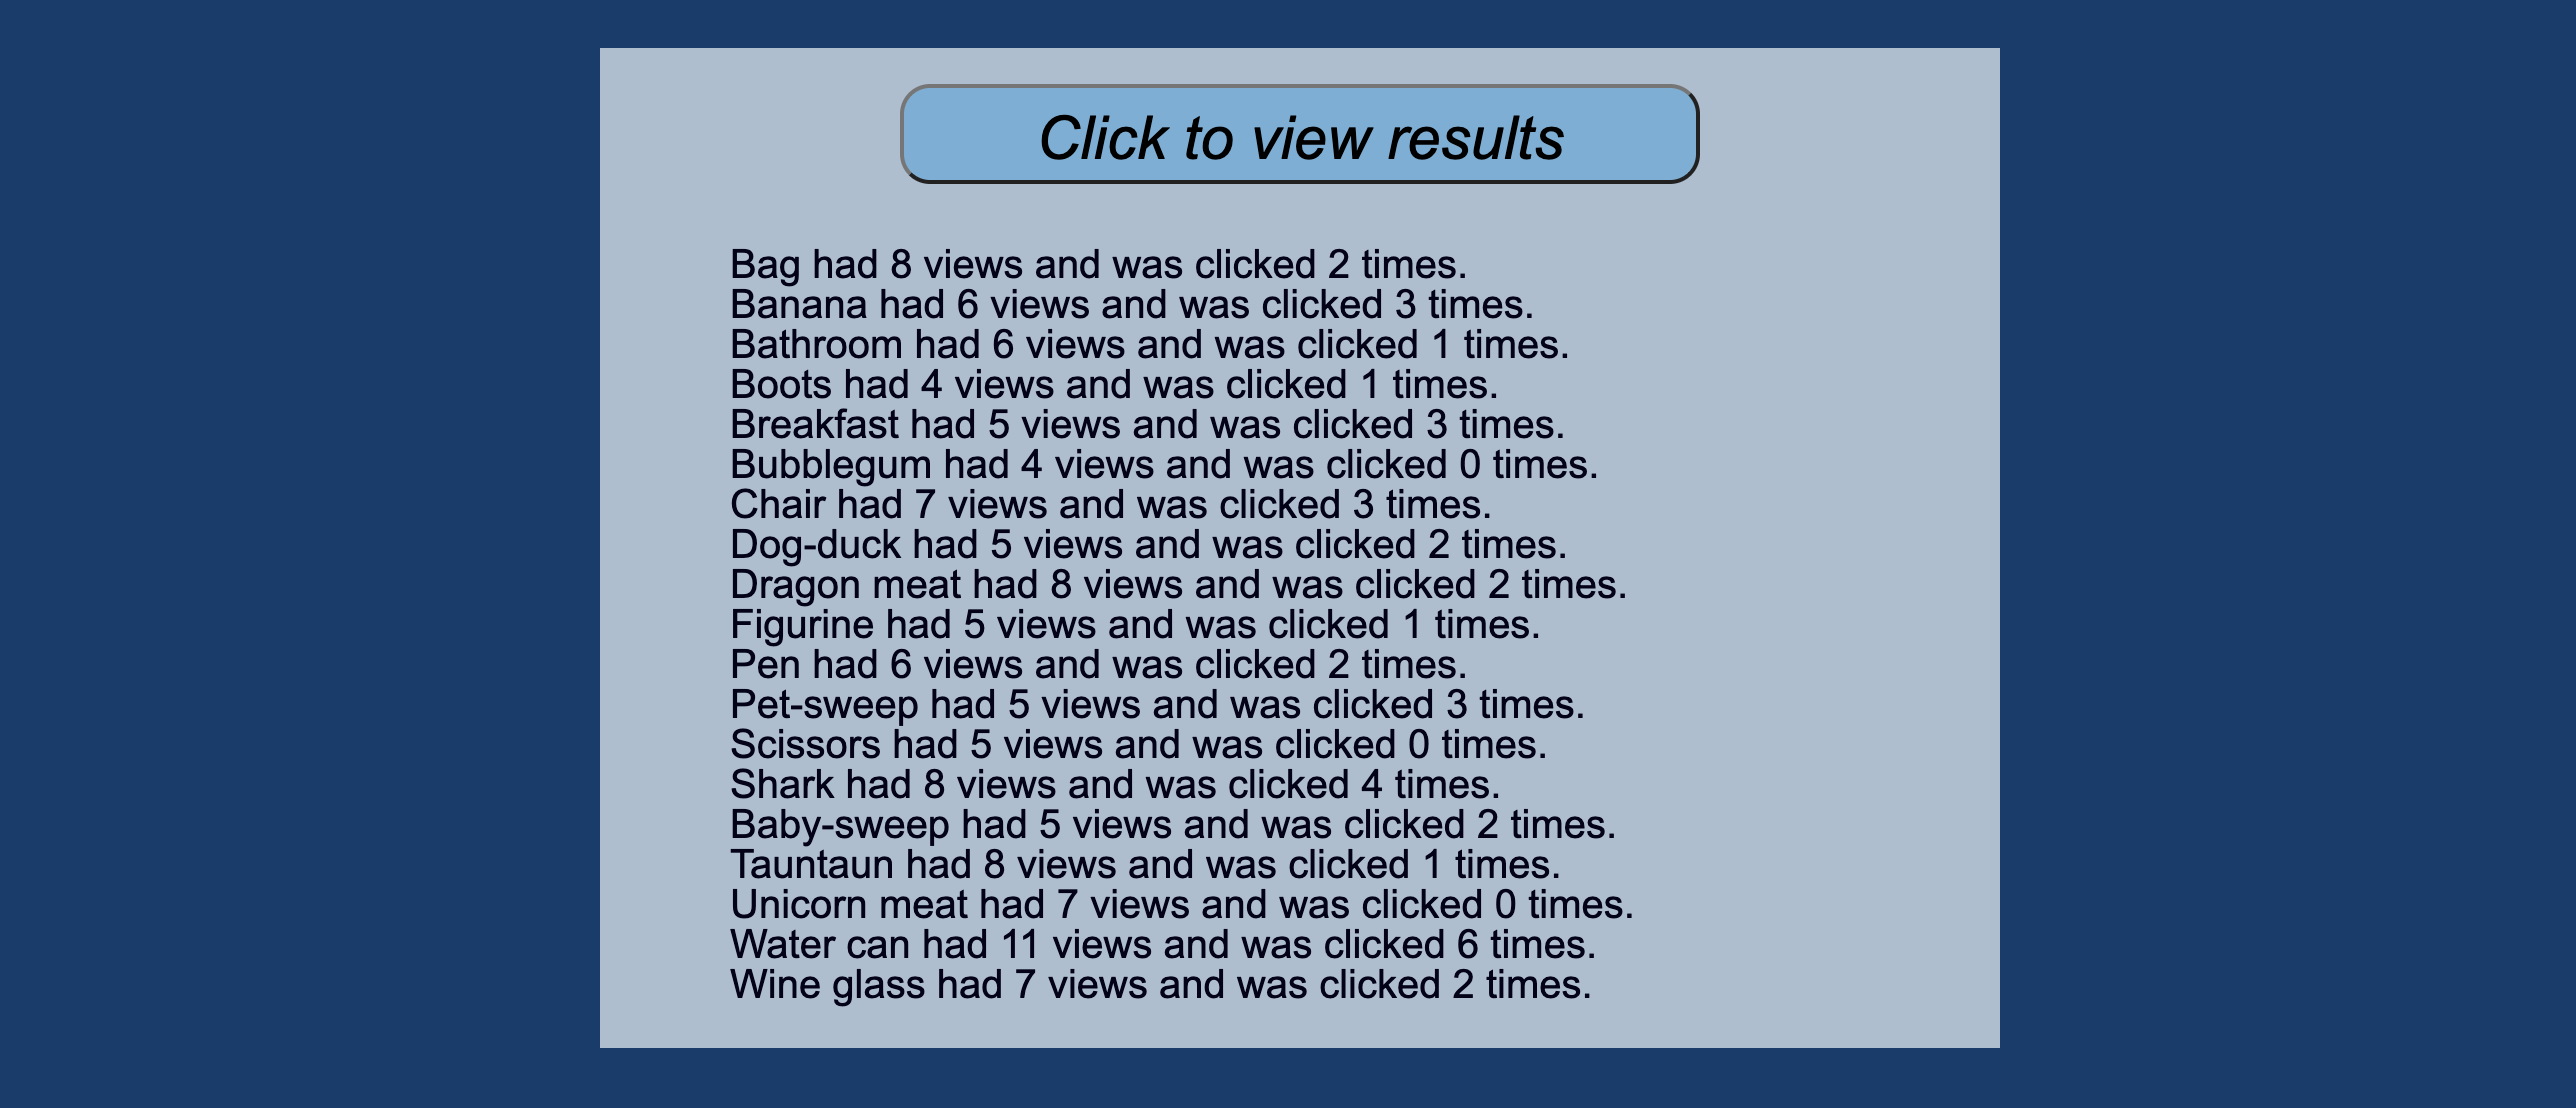 Click to view results
Bag had 8 views and was clicked 2 times.
Banana had 6 views and was clicked 3 times.
Bathroom had 6 views and was clicked 1 times.
Boots had 4 views and was clicked 1 times.
Breakfast had 5 views and was clicked 3 times.
Bubblegum had 4 views and was clicked 0 times.
Chair had 7 views and was clicked 3 times.
Dog-duck had 5 views and was clicked 2 times.
Dragon meat had 8 views and was clicked 2 times.
Figurine had 5 views and was clicked 1 times.
Pen had 6 views and was clicked 2 times.
Pet-sweep had 5 views and was clicked 3 times.
Scissors had 5 views and was clicked 0 times.
Shark had 8 views and was clicked 4 times.
Baby-sweep had 5 views and was clicked 2 times.
Tauntaun had 8 views and was clicked 1 times.
Unicorn meat had 7 views and was clicked 0 times.
Water can had 11 views and was clicked 6 times.
Wine glass had 7 views and was clicked 2 times.